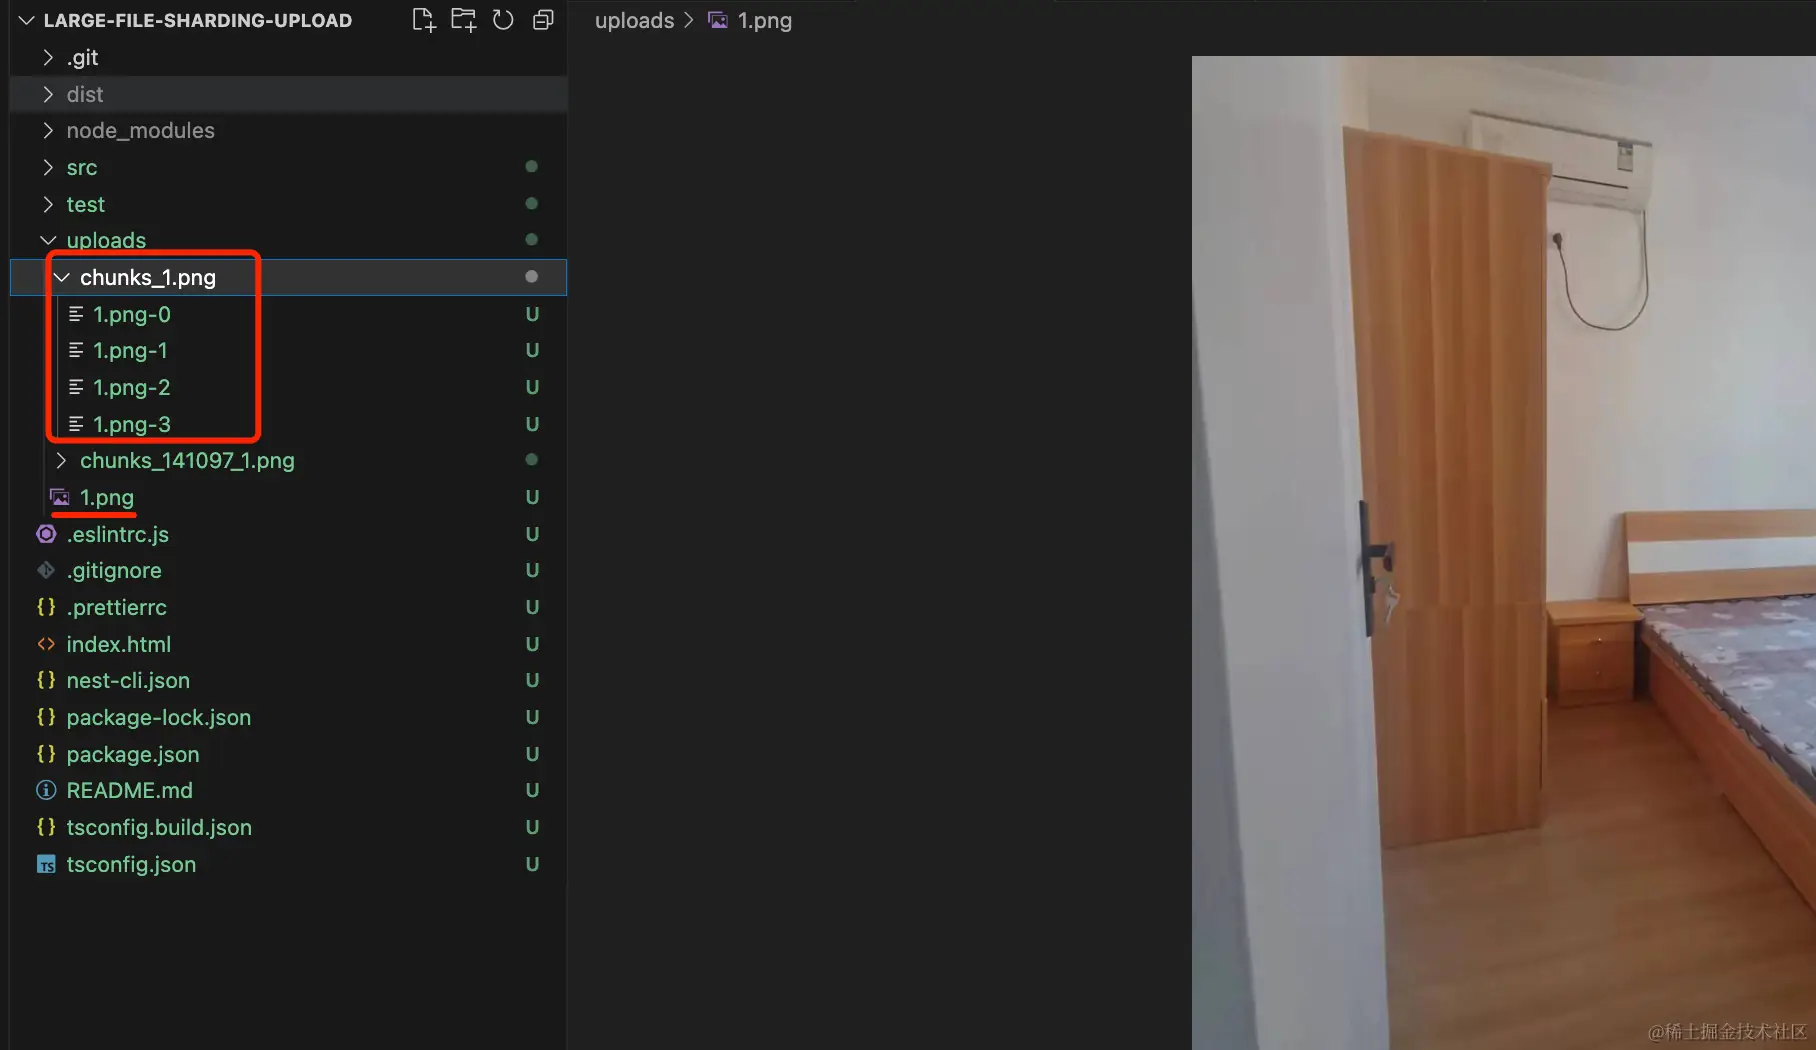 LARGE-FILE-SHARDING-UPLOAD
.git
dist
node_modules
src
test
uploads
chunks_1.png
1.png-0 U
1.png-1 U
1.png-2 U
1.png-3 U
chunks_141097_1.png
1.png U
.eslintrc.js U
.gitignore U
{} .prettierrc U
<> index.html U
{} nest-cli.json U
{} package-lock.json U
{} package.json U
README.md U
{} tsconfig.build.json U
TS tsconfig.json U
uploads > 1.png
@稀土掘金技术社区